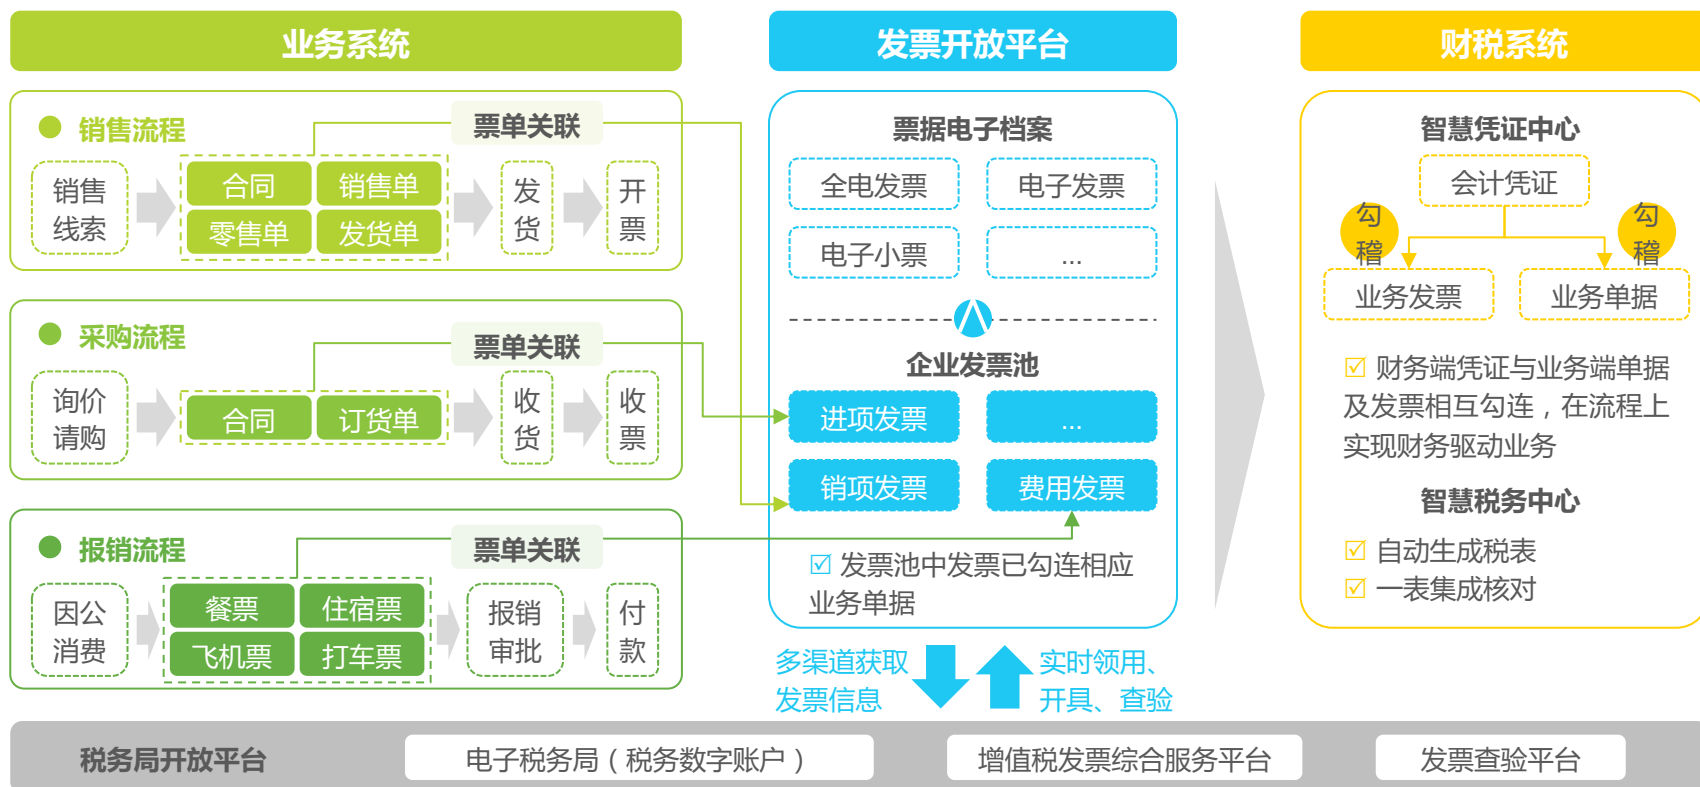 业务系统
发票开放平台
财税系统
销售流程
票单关联
销售
线索
合同
销售单
零售单
发货单
发
货
开
票
采购流程
票单关联
询价
请购
合同
订货单
收
货
收
票
报销流程
票单关联
因公
消费
餐票
住宿票
飞机票
打车票
报销
审批
付
款
票据电子档案
全电发票
电子发票
电子小票
...
企业发票池
进项发票
...
销项发票
费用发票
☑ 发票池中发票已勾连相应
业务单据
多渠道获取
发票信息
实时领用、
开具、查验
智慧凭证中心
会计凭证
勾
稽
勾
稽
业务发票
业务单据
☑ 财务端凭证与业务端单据
及发票相互勾连，在流程上
实现财务驱动业务
智慧税务中心
☑ 自动生成税表
☑ 一表集成核对
税务局开放平台
电子税务局（税务数字账户）
增值税发票综合服务平台
发票查验平台